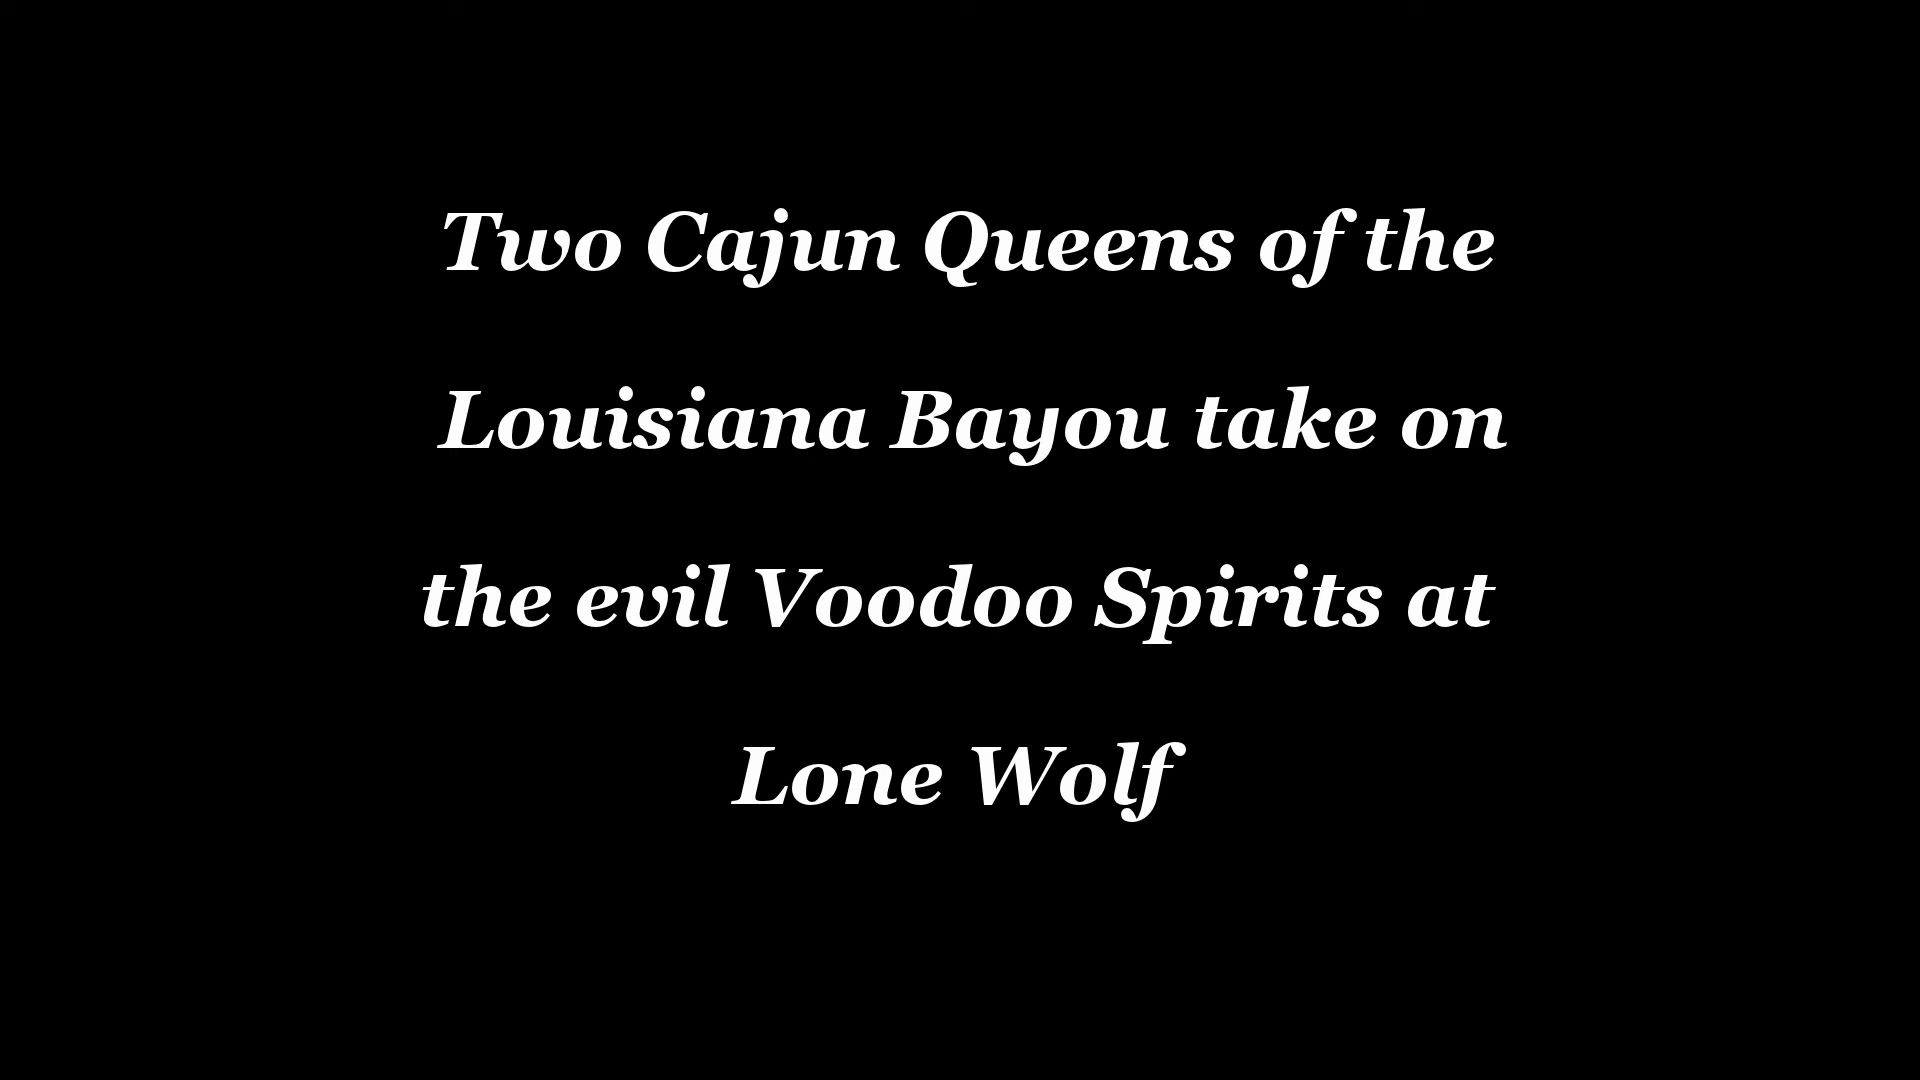 Two Cajun Queens of the
Louisiana Bayou take on
the evil Voodoo Spirits at
Lone Wolf